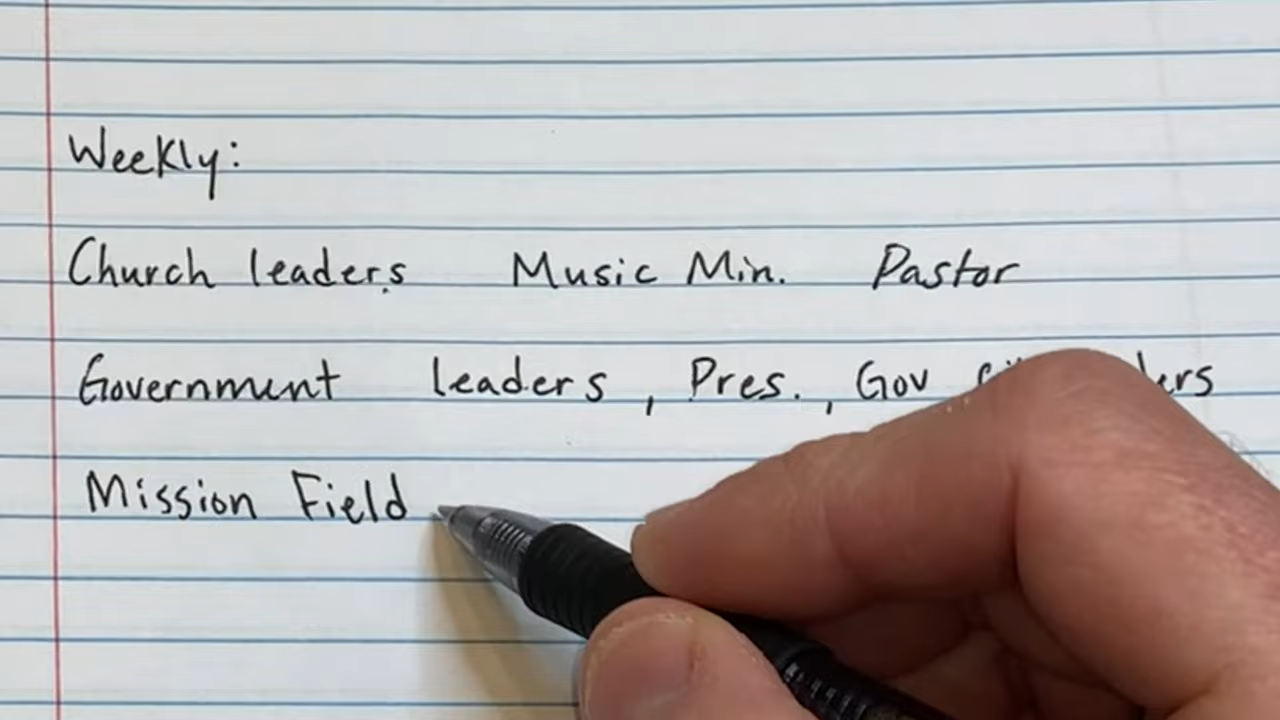 Weekly:
Church leaders Music Min. Pastor
Government leaders, Pres., Gov
Mission Field